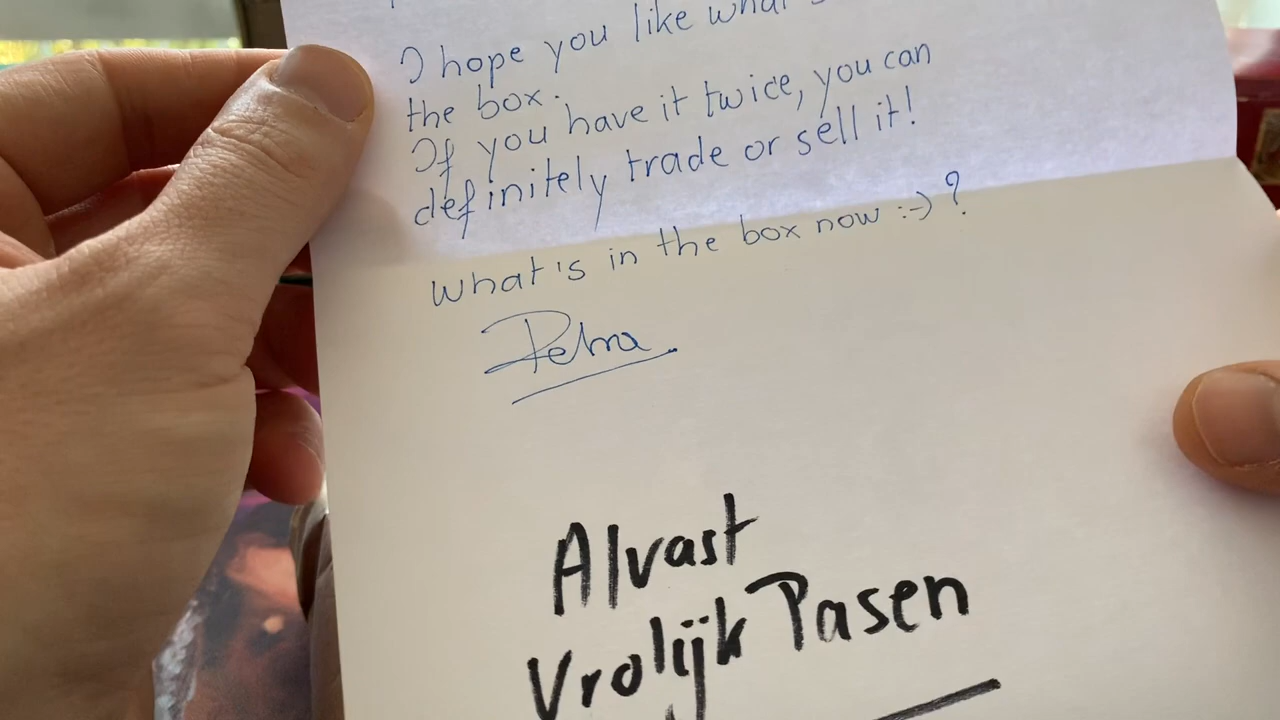 I hope you like what
the box.
If you have it twice, you can
definitely trade or sell it!
What's in the box now :-) ?
Petra
Alvast
Vrolijk Pasen